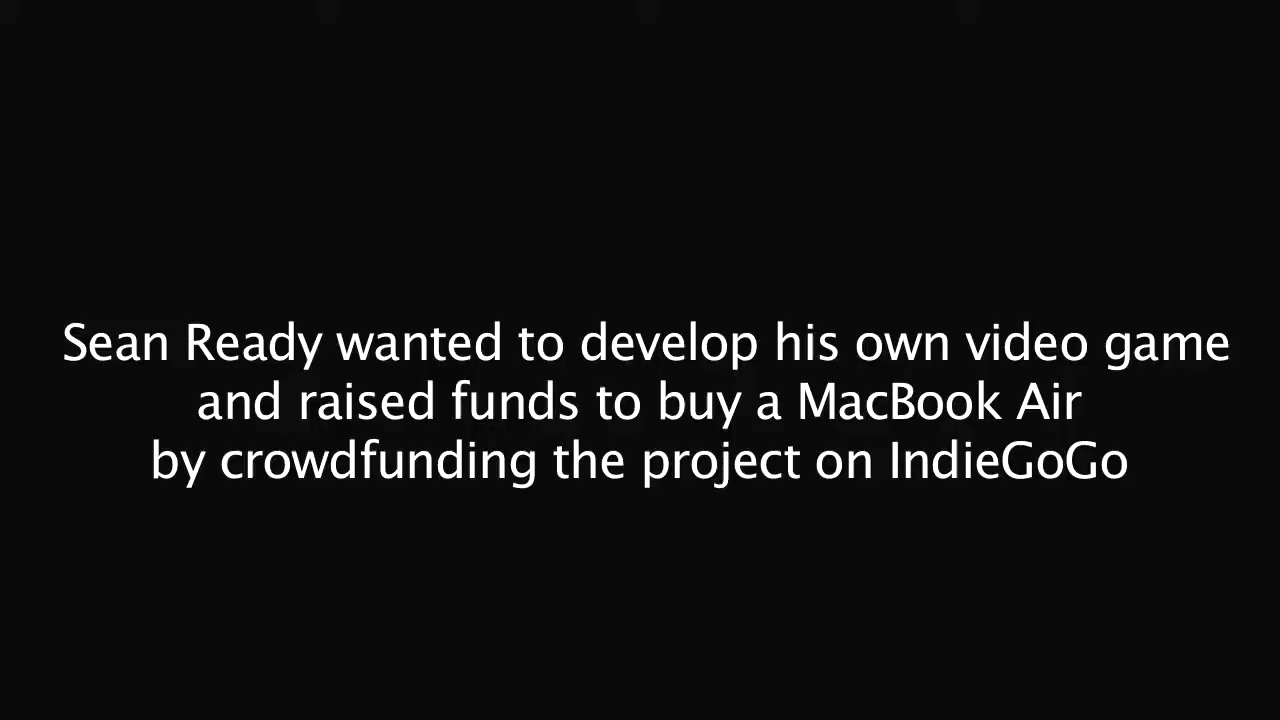 Sean Ready wanted to develop his own video game
and raised funds to buy a MacBook Air
by crowdfunding the project on IndieGoGo